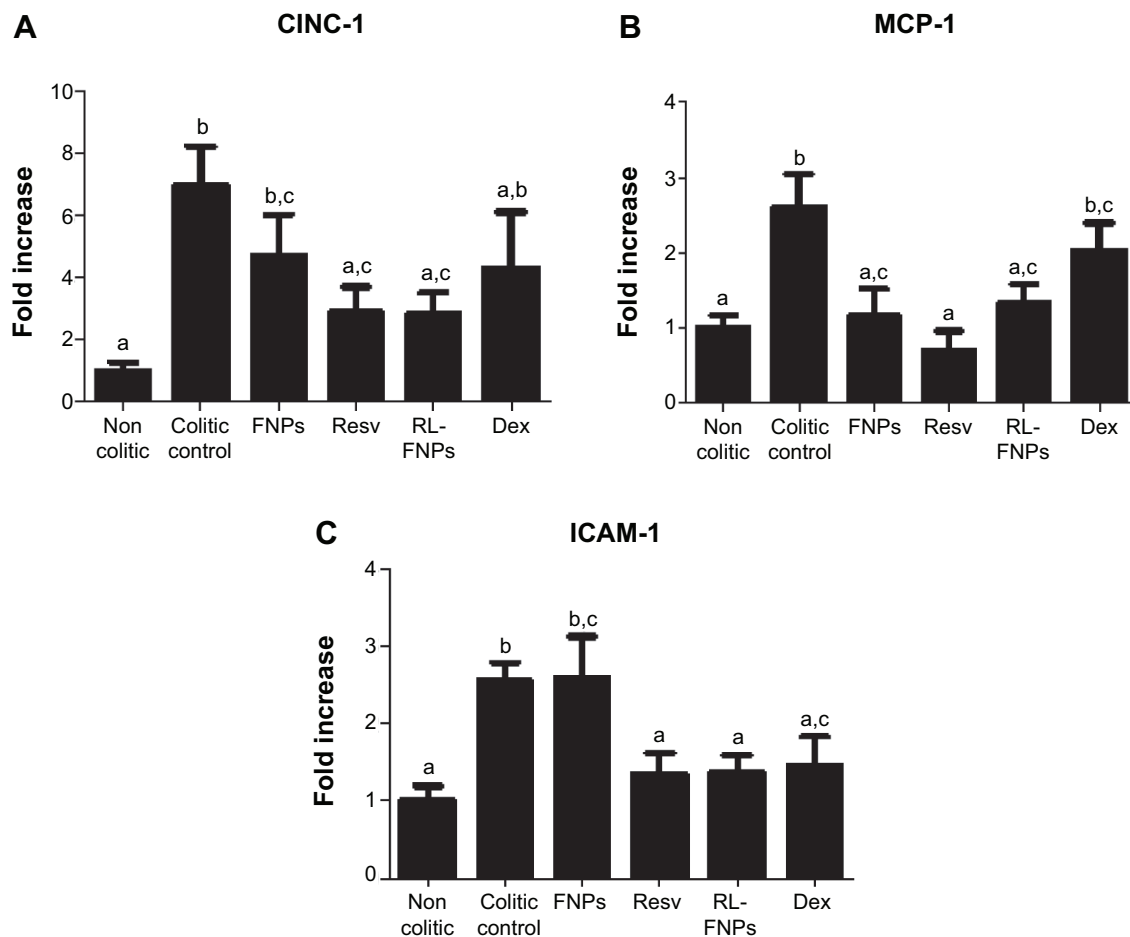 A
CINC-1
Fold increase
10
8
6
4
2
0
a
b
b,c
a,c
a,c
a,b
Non colitic
Colitic control
FNPs
Resv
RL-FNPs
Dex
B
MCP-1
Fold increase
4
3
2
1
0
a
b
a,c
a
a,c
b,c
Non colitic
Colitic control
FNPs
Resv
RL-FNPs
Dex
C
ICAM-1
Fold increase
4
3
2
1
0
a
b
b,c
a
a
a,c
Non colitic
Colitic control
FNPs
Resv
RL-FNPs
Dex